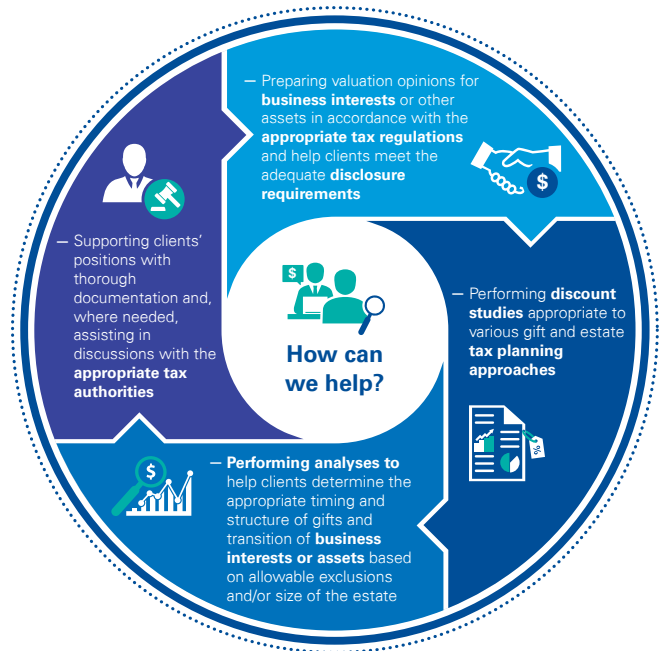 — Preparing valuation opinions for
business interests or other
assets in accordance with the
appropriate tax regulations
and help clients meet the
adequate disclosure
requirements
$
— Performing discount
studies appropriate to
various gift and estate
tax planning
approaches
%
— Performing analyses to
help clients determine the
appropriate timing and
structure of gifts and
transition of business
interests or assets based
on allowable exclusions
and/or size of the estate
$
— Supporting clients'
positions with
thorough
documentation and,
where needed,
assisting in
discussions with the
appropriate tax
authorities
$
How can
we help?